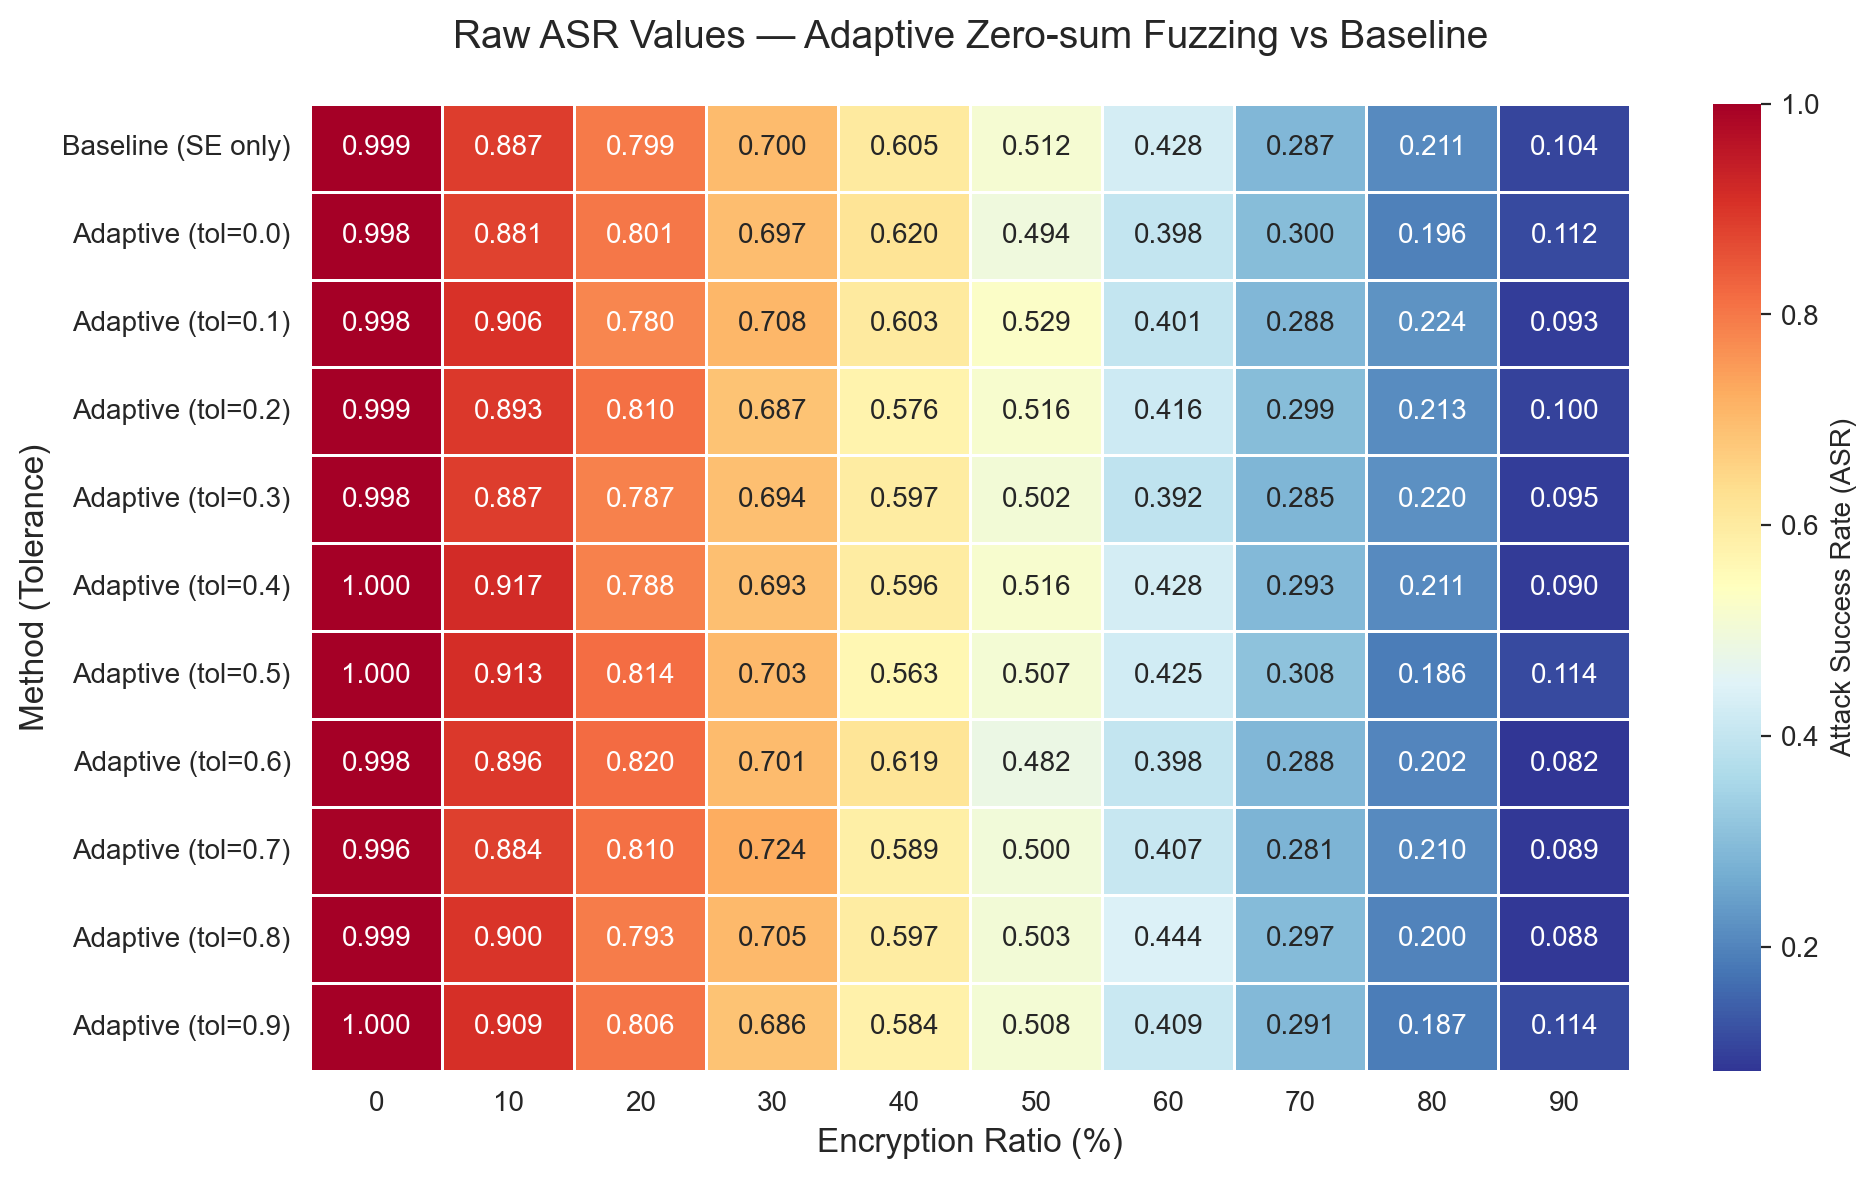 Raw ASR Values — Adaptive Zero-sum Fuzzing vs Baseline
Method (Tolerance)
Baseline (SE only) 0.999 0.887 0.799 0.700 0.605 0.512 0.428 0.287 0.211 0.104
Adaptive (tol=0.0) 0.998 0.881 0.801 0.697 0.620 0.494 0.398 0.300 0.196 0.112
Adaptive (tol=0.1) 0.998 0.906 0.780 0.708 0.603 0.529 0.401 0.288 0.224 0.093
Adaptive (tol=0.2) 0.999 0.893 0.810 0.687 0.576 0.516 0.416 0.299 0.213 0.100
Adaptive (tol=0.3) 0.998 0.887 0.787 0.694 0.597 0.502 0.392 0.285 0.220 0.095
Adaptive (tol=0.4) 1.000 0.917 0.788 0.693 0.596 0.516 0.428 0.293 0.211 0.090
Adaptive (tol=0.5) 1.000 0.913 0.814 0.703 0.563 0.507 0.425 0.308 0.186 0.114
Adaptive (tol=0.6) 0.998 0.896 0.820 0.701 0.619 0.482 0.398 0.288 0.202 0.082
Adaptive (tol=0.7) 0.996 0.884 0.810 0.724 0.589 0.500 0.407 0.281 0.210 0.089
Adaptive (tol=0.8) 0.999 0.900 0.793 0.705 0.597 0.503 0.444 0.297 0.200 0.088
Adaptive (tol=0.9) 1.000 0.909 0.806 0.686 0.584 0.508 0.409 0.291 0.187 0.114
0 10 20 30 40 50 60 70 80 90
Encryption Ratio (%)
1.0
0.8
0.6
0.4
0.2
Attack Success Rate (ASR)